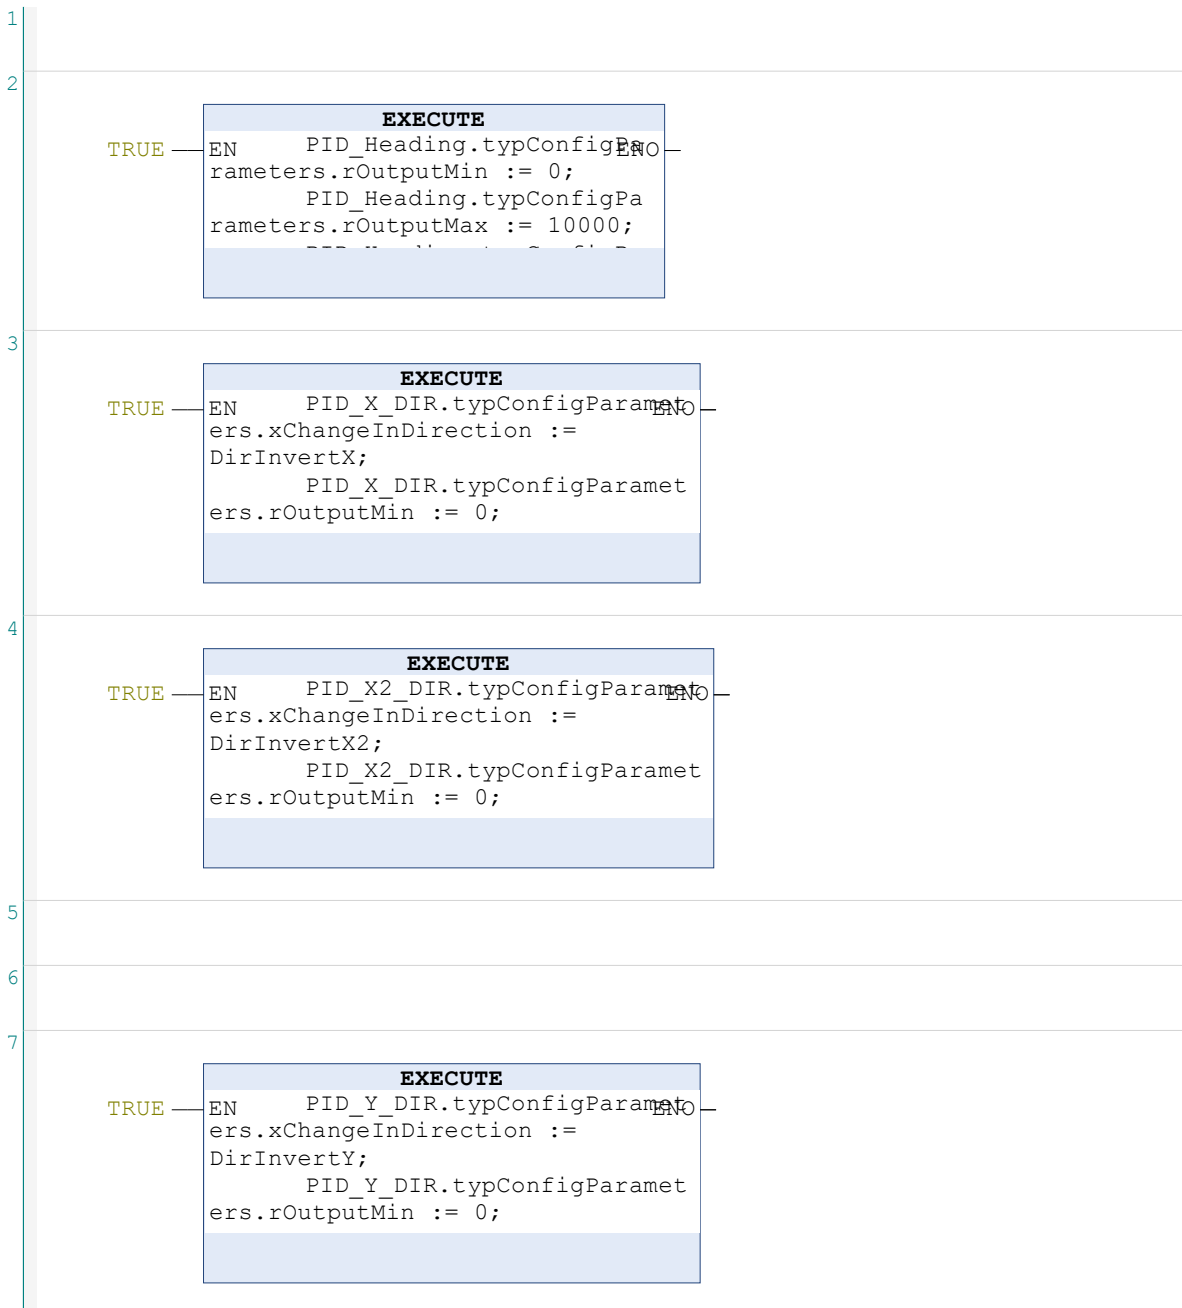 1
2
EXECUTE
TRUE EN PID_Heading.typConfigPa ENO
rameters.rOutputMin := 0;
PID_Heading.typConfigPa
rameters.rOutputMax := 10000;
3
EXECUTE
TRUE EN PID_X_DIR.typConfigParamet ENO
ers.xChangeInDirection :=
DirInvertX;
PID_X_DIR.typConfigParamet
ers.rOutputMin := 0;
4
EXECUTE
TRUE EN PID_X2_DIR.typConfigParamet ENO
ers.xChangeInDirection :=
DirInvertX2;
PID_X2_DIR.typConfigParamet
ers.rOutputMin := 0;
5
6
7
EXECUTE
TRUE EN PID_Y_DIR.typConfigParamet ENO
ers.xChangeInDirection :=
DirInvertY;
PID_Y_DIR.typConfigParamet
ers.rOutputMin := 0;